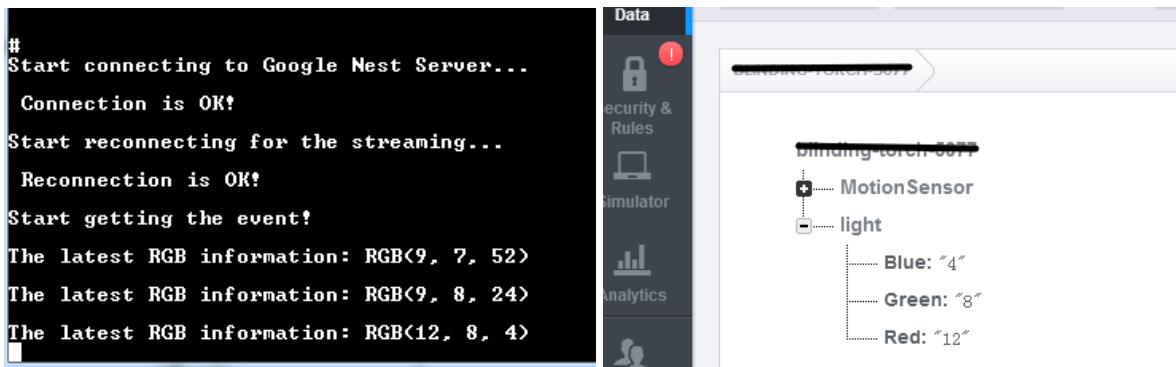 #
Start connecting to Google Nest Server...
Connection is OK!
Start reconnecting for the streaming...
Reconnection is OK!
Start getting the event!
The latest RGB information: RGB(9, 7, 52)
The latest RGB information: RGB(9, 8, 24)
The latest RGB information: RGB(12, 8, 4)
Data
!
ecurity &
Rules
Simulator
Analytics
MotionSensor
light
Blue: "4"
Green: "8"
Red: "12"